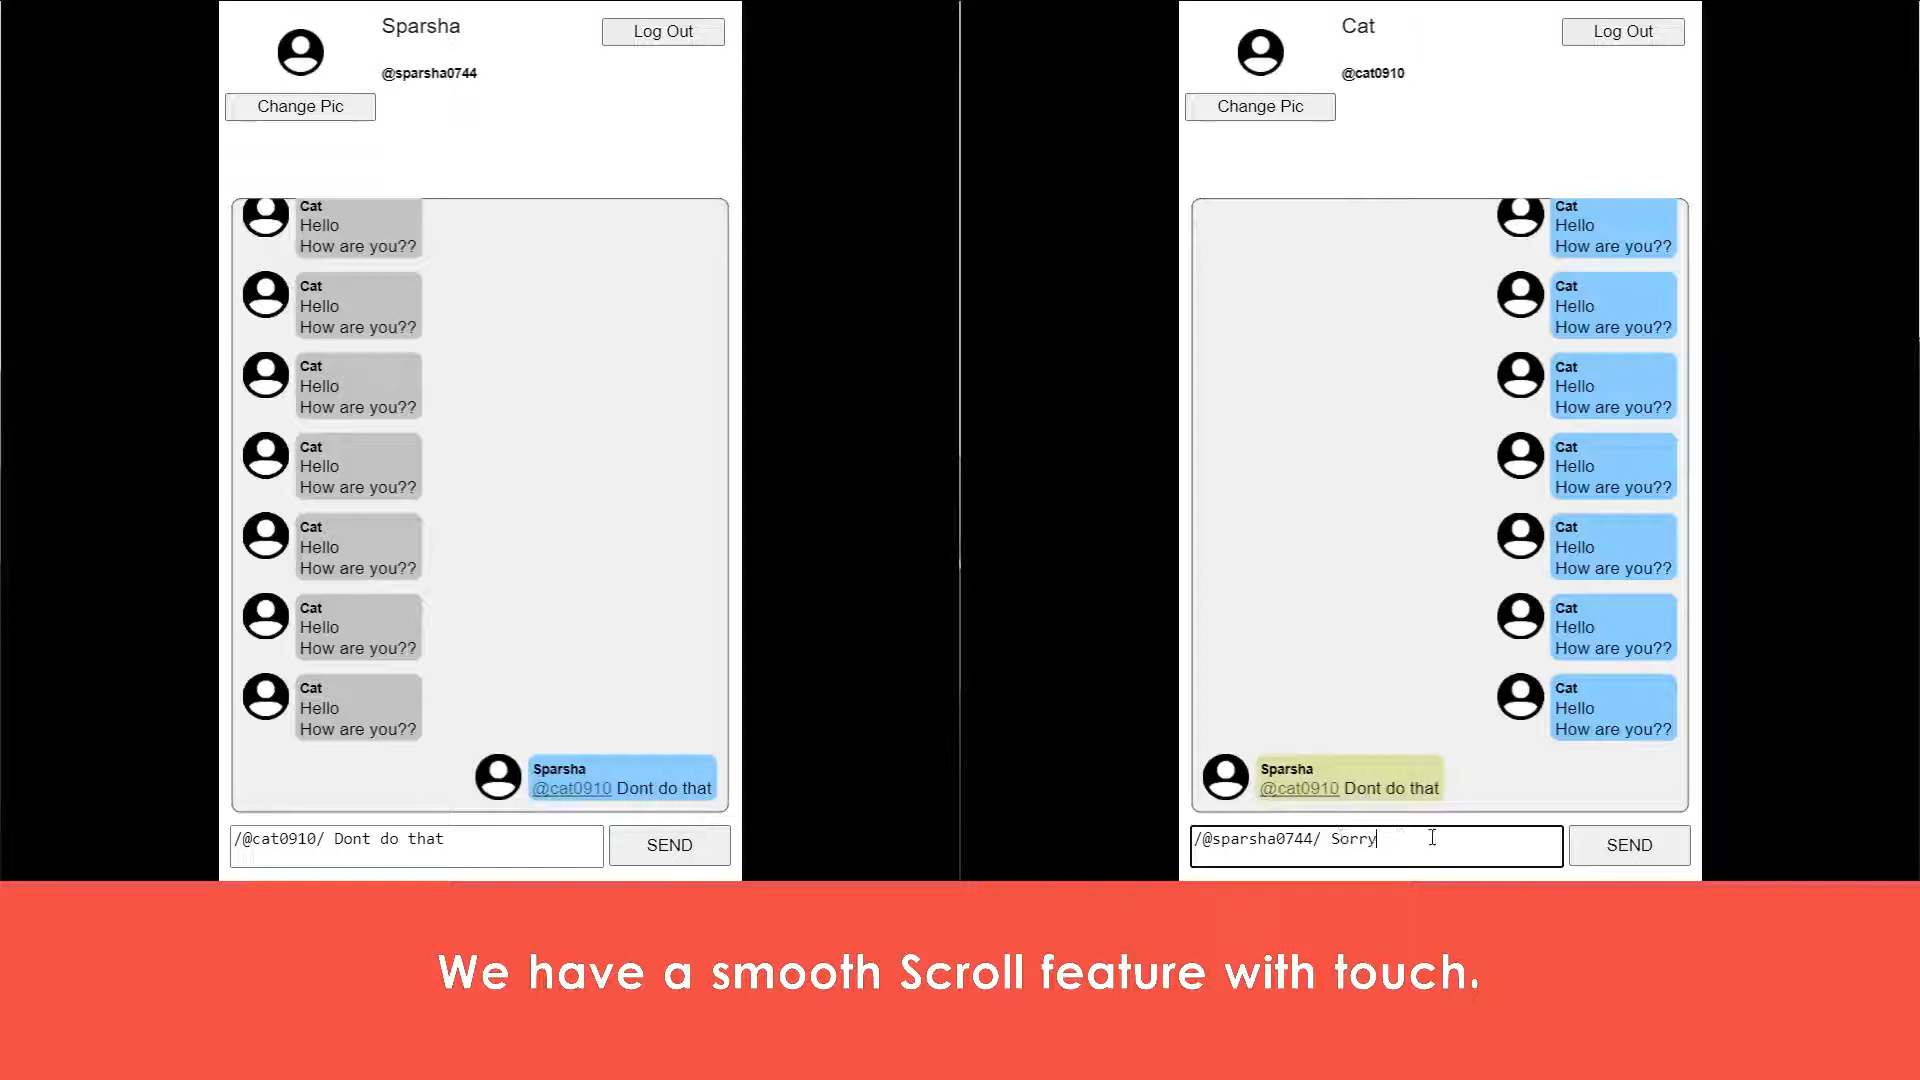 Sparsha
Log Out
@sparsha0744
Change Pic
Cat
Hello
How are you??
Cat
Hello
How are you??
Cat
Hello
How are you??
Cat
Hello
How are you??
Cat
Hello
How are you??
Cat
Hello
How are you??
Cat
Hello
How are you??
Sparsha
@cat0910 Dont do that
/@cat0910/ Dont do that
SEND
Cat
Log Out
@cat0910
Change Pic
Cat
Hello
How are you??
Cat
Hello
How are you??
Cat
Hello
How are you??
Cat
Hello
How are you??
Cat
Hello
How are you??
Cat
Hello
How are you??
Cat
Hello
How are you??
Sparsha
@cat0910 Dont do that
/@sparsha0744/ Sorry
SEND
We have a smooth Scroll feature with touch.